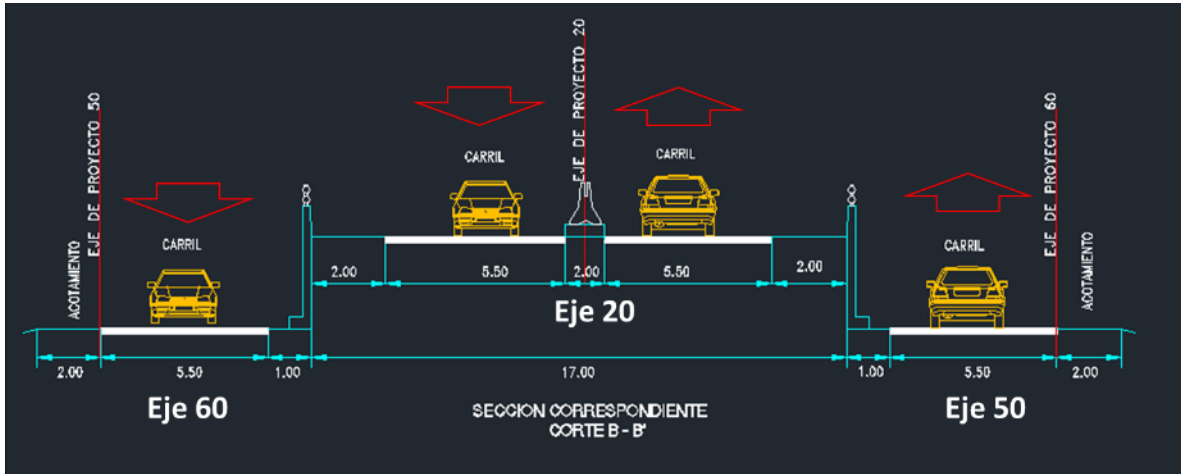 EJE DE PROYECTO 50
ACOTAMIENTO
CARRIL
CARRIL
EJE DE PROYECTO 20
CARRIL
CARRIL
EJE DE PROYECTO 60
ACOTAMIENTO
2.00
5.50
2.00
5.50
2.00
Eje 20
2.00
5.50
1.00
17.00
1.00
5.50
2.00
Eje 60
Eje 50
SECCION CORRESPONDIENTE
CORTE B - B'